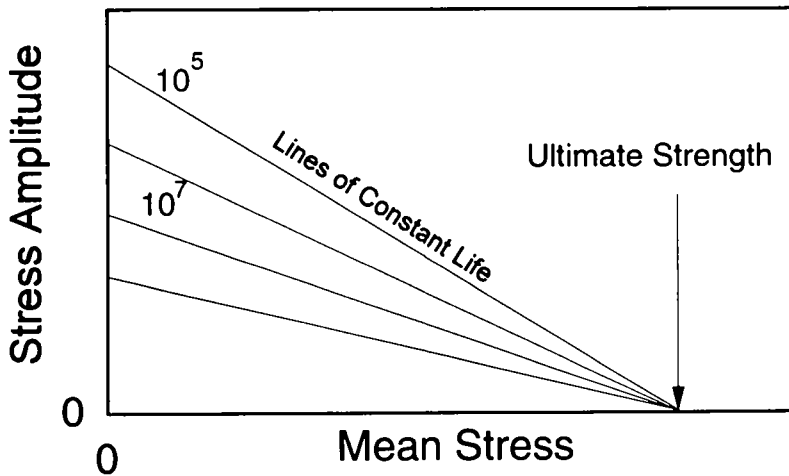 10^5
Lines of Constant Life
Ultimate Strength
10^7
Stress Amplitude
0
0
Mean Stress